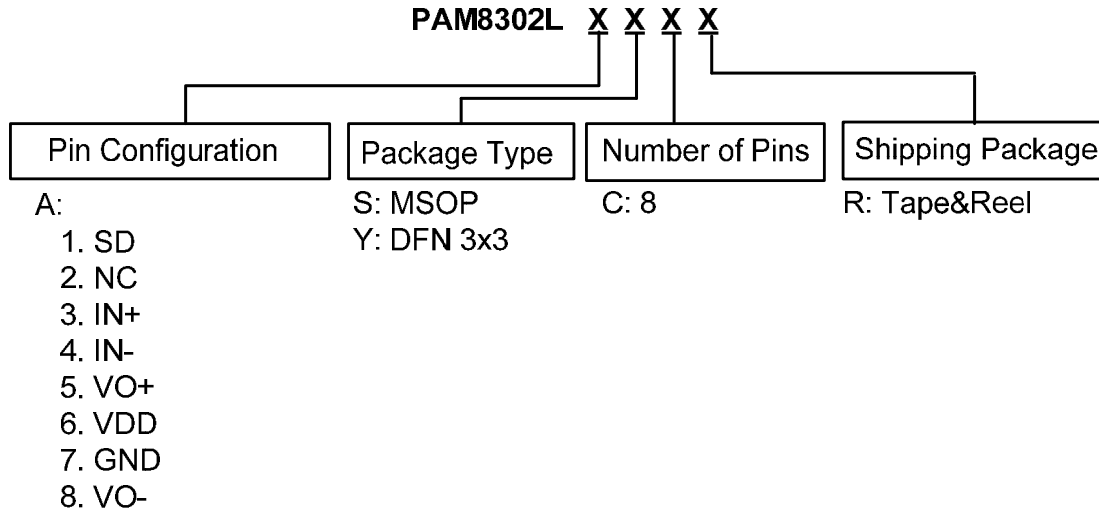 PAM8302L X X X X
Pin Configuration
Package Type
Number of Pins
Shipping Package
A:
1. SD
2. NC
3. IN+
4. IN-
5. VO+
6. VDD
7. GND
8. VO-
S: MSOP
Y: DFN 3x3
C: 8
R: Tape&Reel